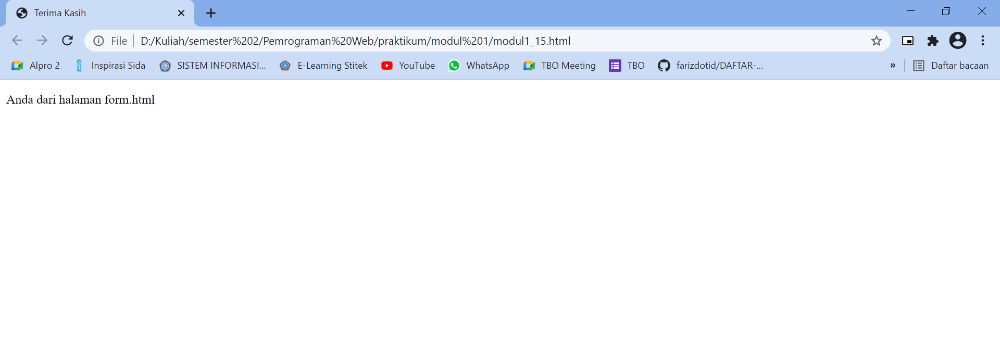 Terima Kasih
File D:/Kuliah/semester%202/Pemrograman%20Web/praktikum/modul%201/modul1_15.html
Alpro 2 Inspirasi Sida SISTEM INFORMASI... E-Learning Stitek YouTube WhatsApp TBO Meeting TBO farizdotid/DAFTAR-... » Daftar bacaan
Anda dari halaman form.html